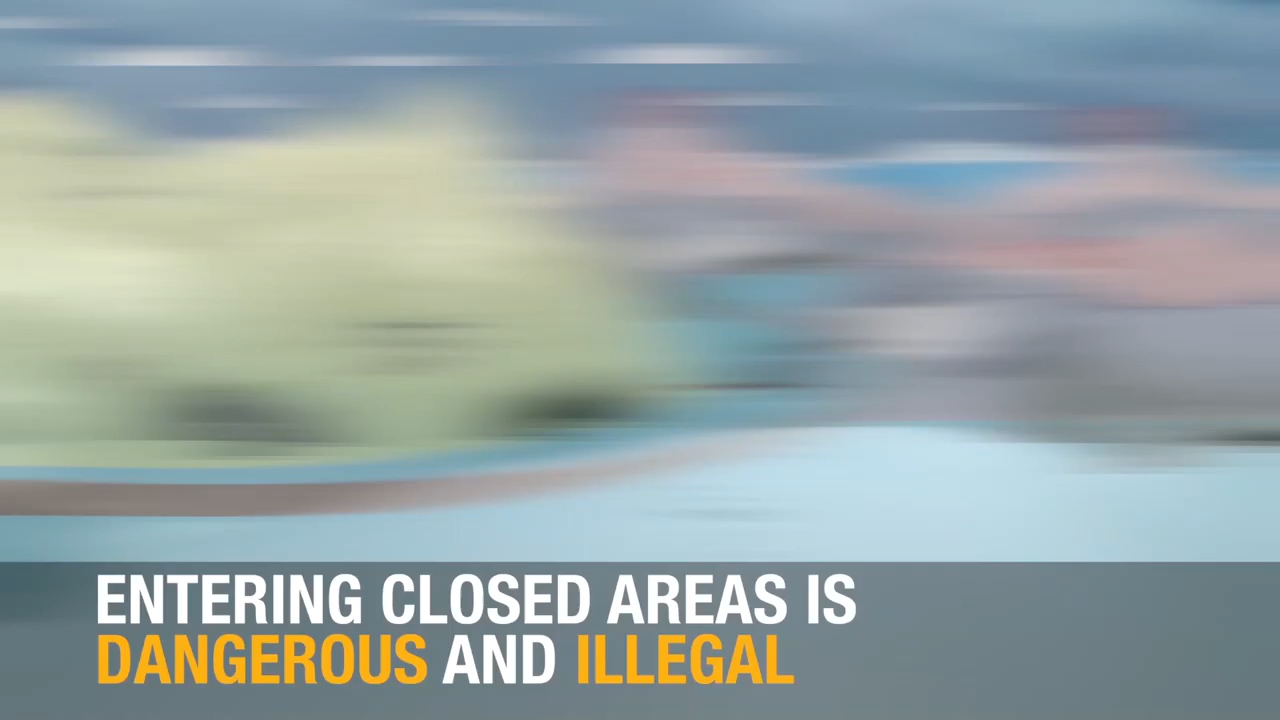 ENTERING CLOSED AREAS IS
DANGEROUS AND ILLEGAL